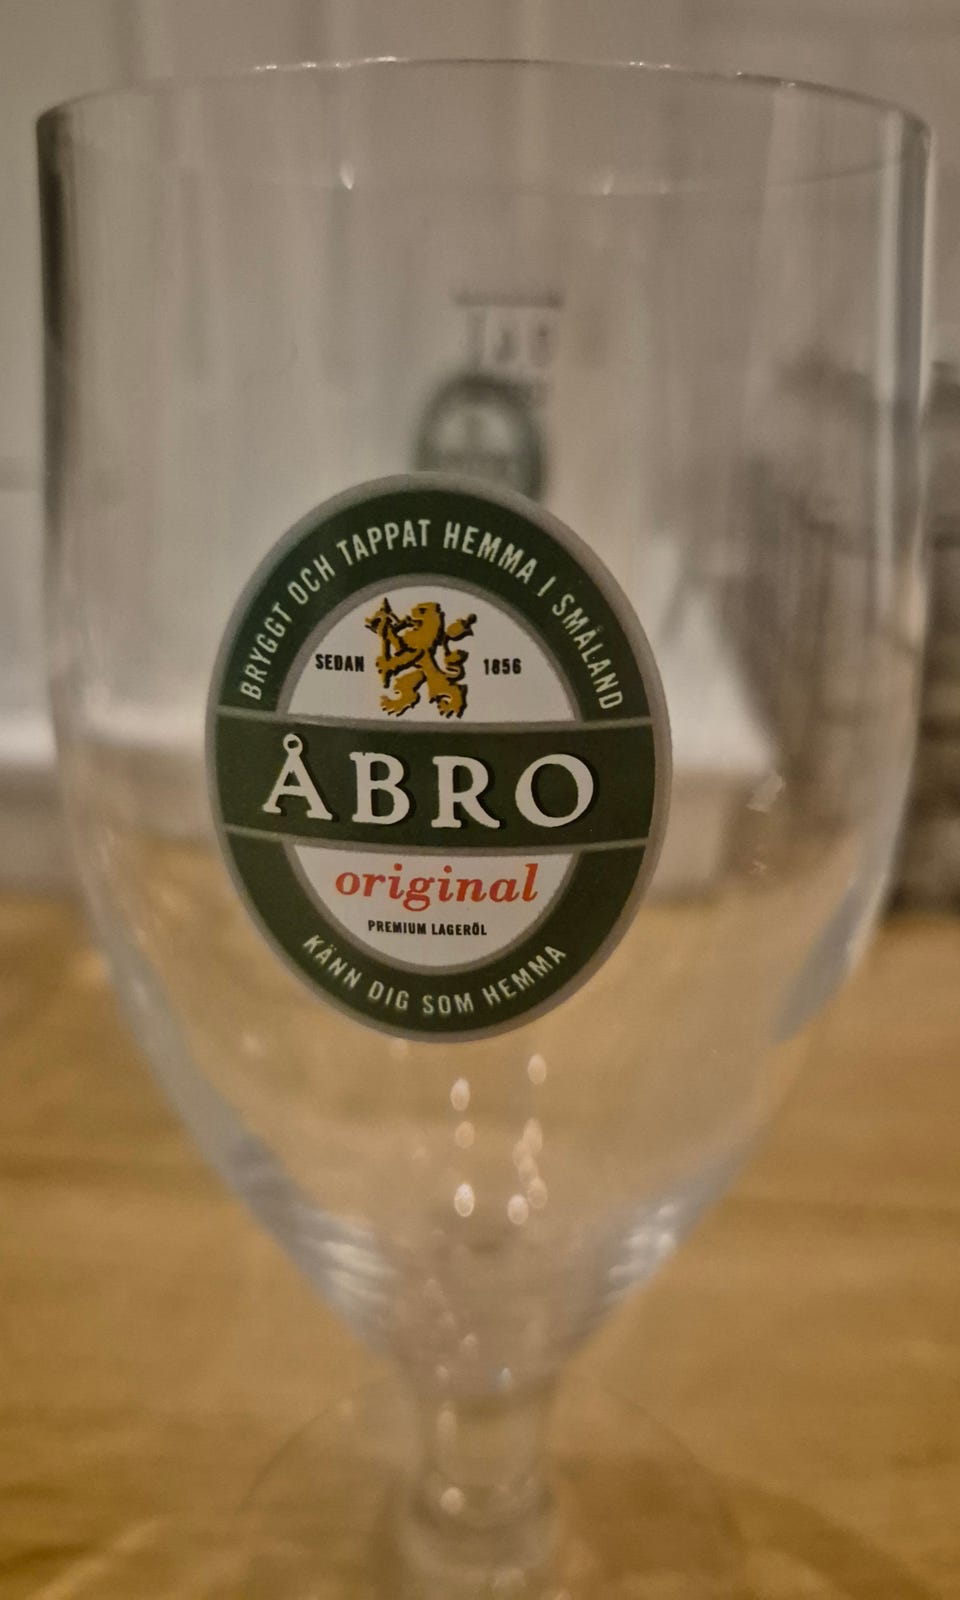 BRYGGT OCH TAPPAT HEMMA I SMÅLAND
SEDAN 1856
ÅBRO
original
PREMIUM LAGERÖL
KÄNN DIG SOM HEMMA